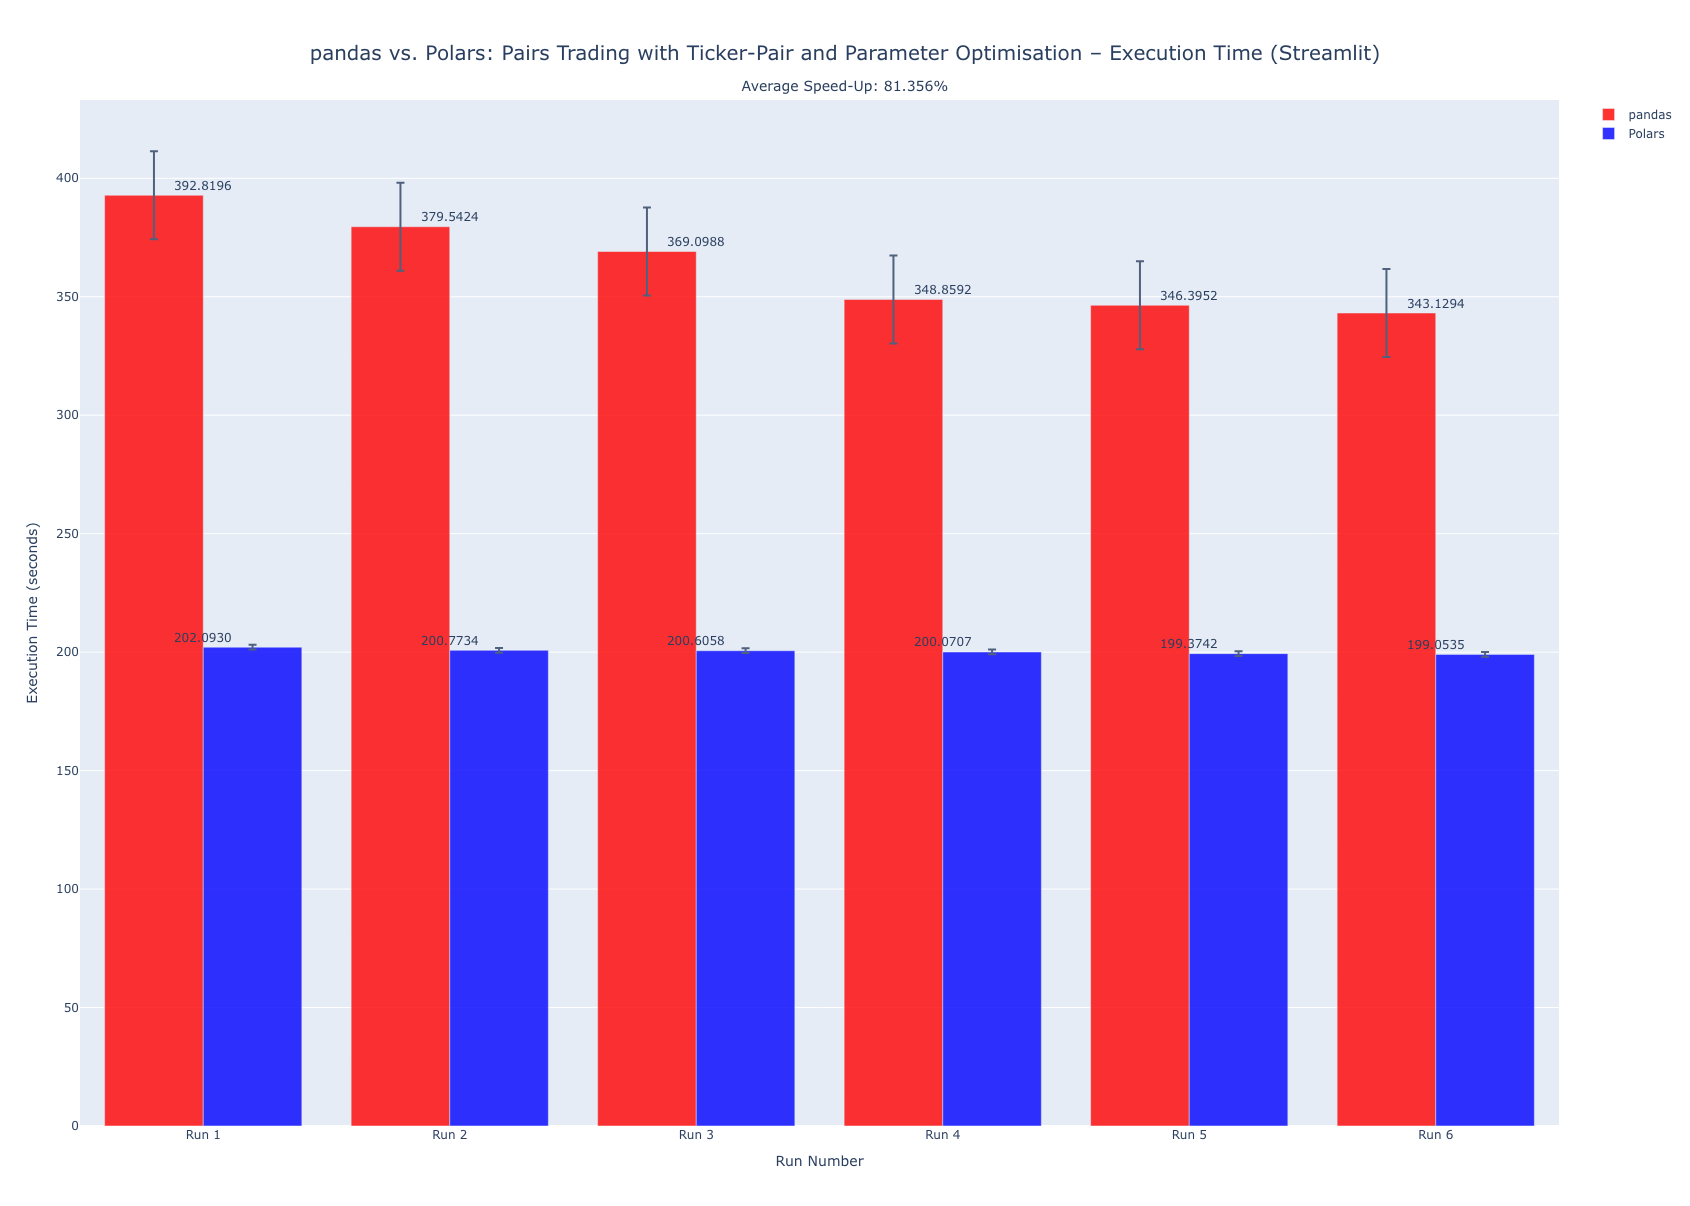 pandas vs. Polars: Pairs Trading with Ticker-Pair and Parameter Optimisation – Execution Time (Streamlit)
Average Speed-Up: 81.356%
pandas
Polars
Execution Time (seconds)
400
350
300
250
200
150
100
50
0
392.8196
379.5424
369.0988
348.8592
346.3952
343.1294
202.0930
200.7734
200.6058
200.0707
199.3742
199.0535
Run 1
Run 2
Run 3
Run 4
Run 5
Run 6
Run Number